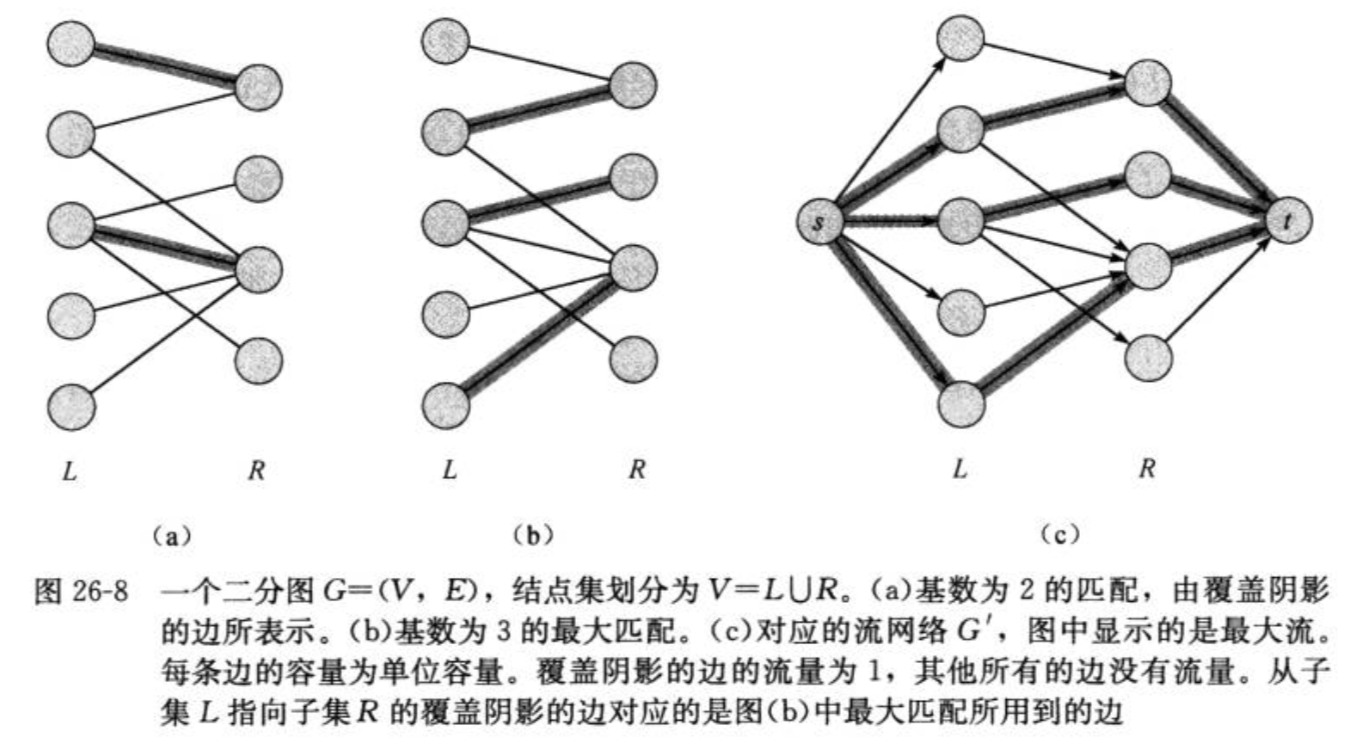 s
t
L R L R L R
(a) (b) (c)
图 26-8 一个二分图 G=(V, E), 结点集划分为 V=L∪R。(a)基数为 2 的匹配，由覆盖阴影
的边所表示。(b)基数为 3 的最大匹配。(c)对应的流网络 G′, 图中显示的是最大流。
每条边的容量为单位容量。覆盖阴影的边的流量为 1, 其他所有的边没有流量。从子
集 L 指向子集 R 的覆盖阴影的边对应的是图(b)中最大匹配所用到的边